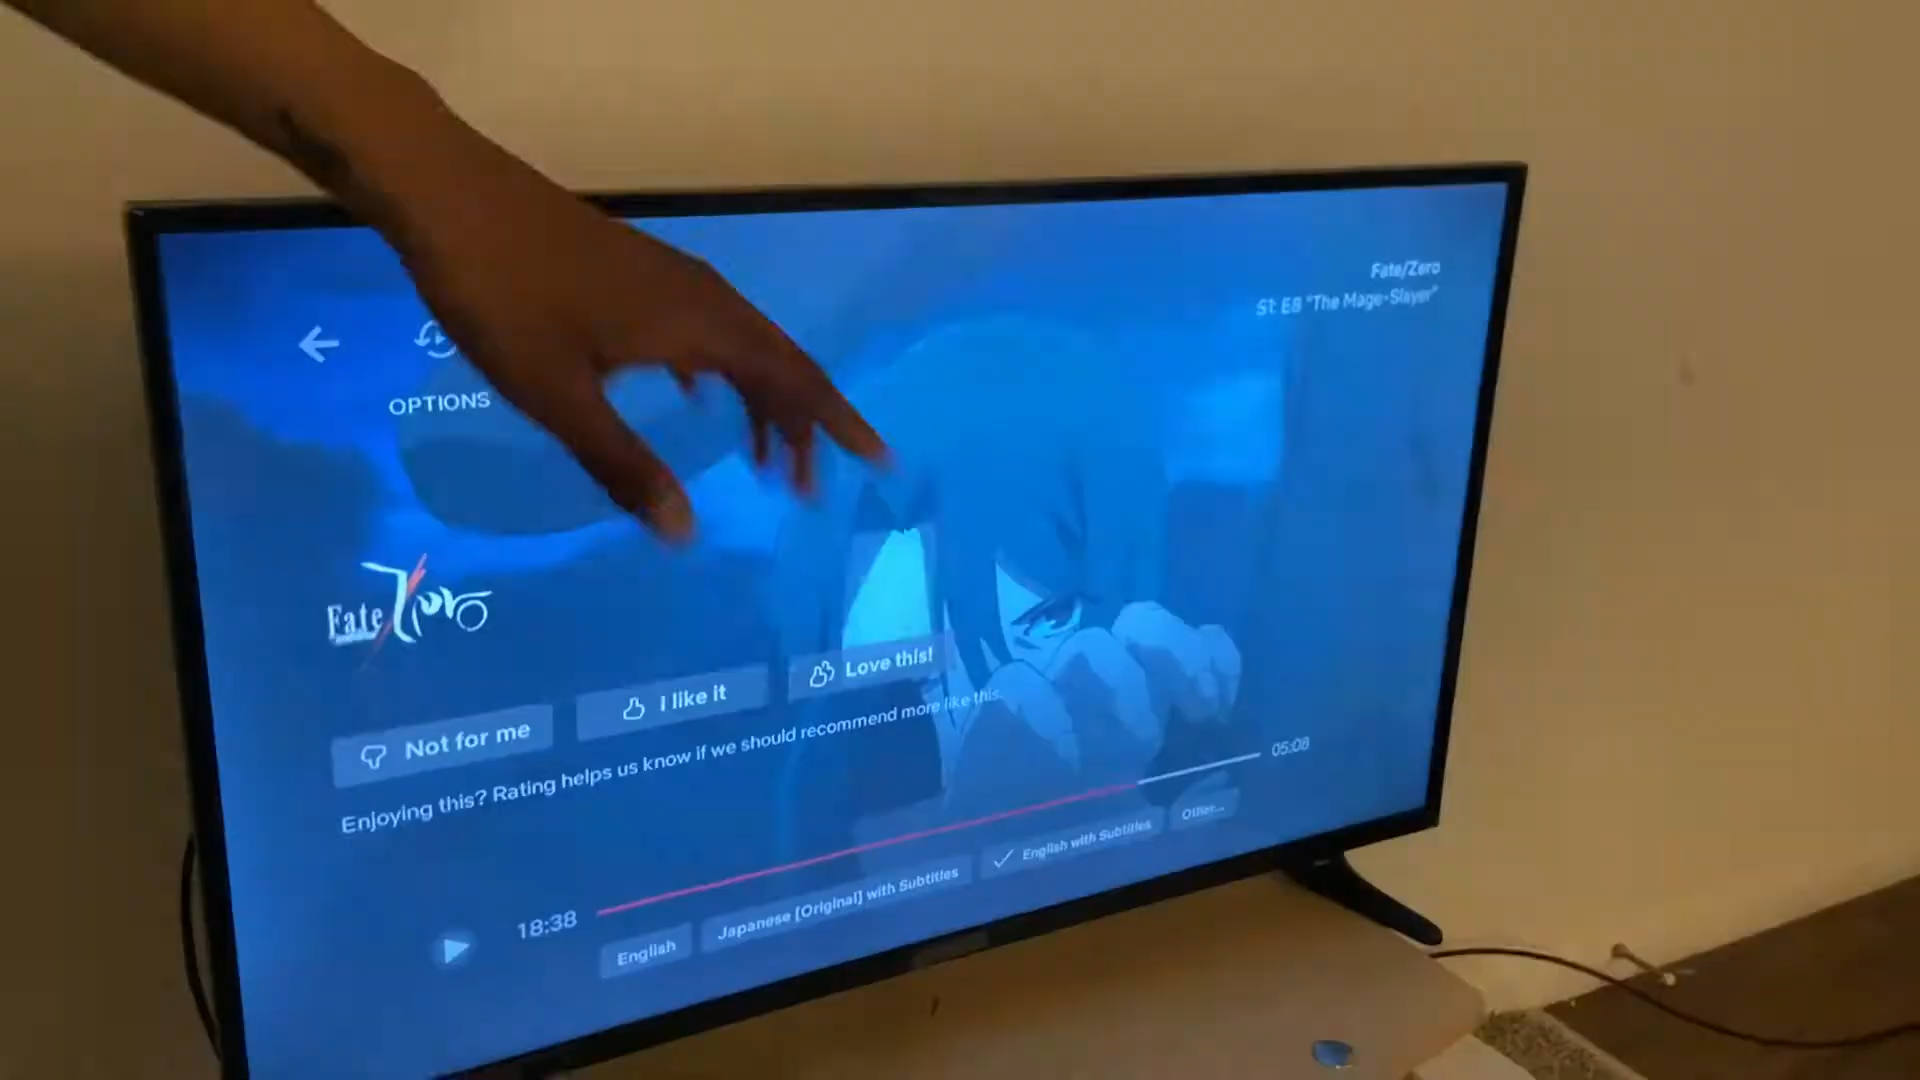 Fate/Zero
S1: E8 "The Mage-Slayer"
OPTIONS
Fate/Zero
Not for me
I like it
Love this!
Enjoying this? Rating helps us know if we should recommend more like this.
18:38
05:08
English
Japanese [Original] with Subtitles
English with Subtitles
Other...